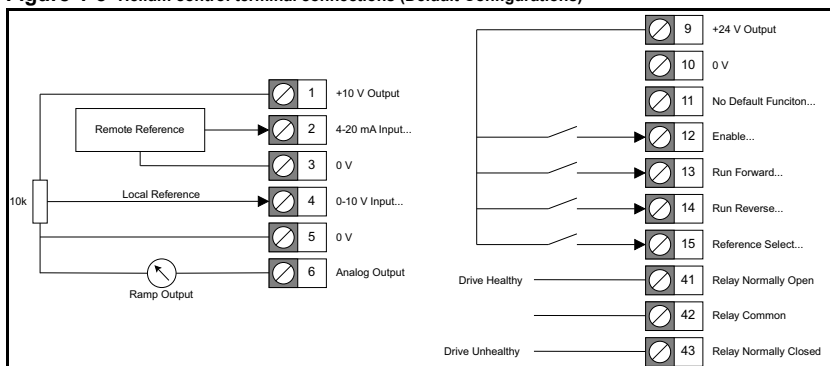 Figure 4-3 Helium control terminal connections (Default Configurations)
1 +10 V Output
Remote Reference 2 4-20 mA Input...
3 0 V
10k Local Reference 4 0-10 V Input...
5 0 V
6 Analog Output
Ramp Output
9 +24 V Output
10 0 V
11 No Default Funciton...
12 Enable...
13 Run Forward...
14 Run Reverse...
15 Reference Select...
Drive Healthy 41 Relay Normally Open
42 Relay Common
Drive Unhealthy 43 Relay Normally Closed